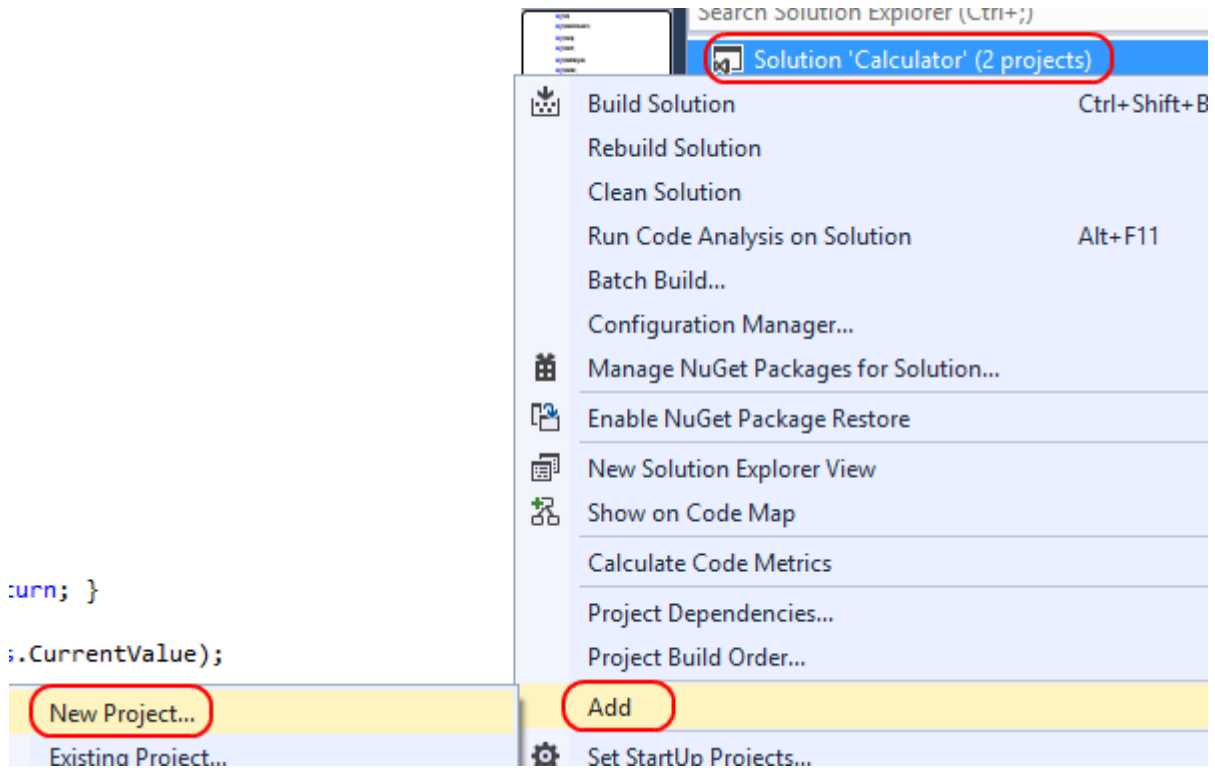 Search Solution Explorer (Ctrl+;)
Solution 'Calculator' (2 projects)
Build Solution Ctrl+Shift+B
Rebuild Solution
Clean Solution
Run Code Analysis on Solution Alt+F11
Batch Build...
Configuration Manager...
Manage NuGet Packages for Solution...
Enable NuGet Package Restore
New Solution Explorer View
Show on Code Map
Calculate Code Metrics
turn; }
Project Dependencies...
s.CurrentValue);
Project Build Order...
New Project...
Add
Existing Project...
Set StartUp Projects...